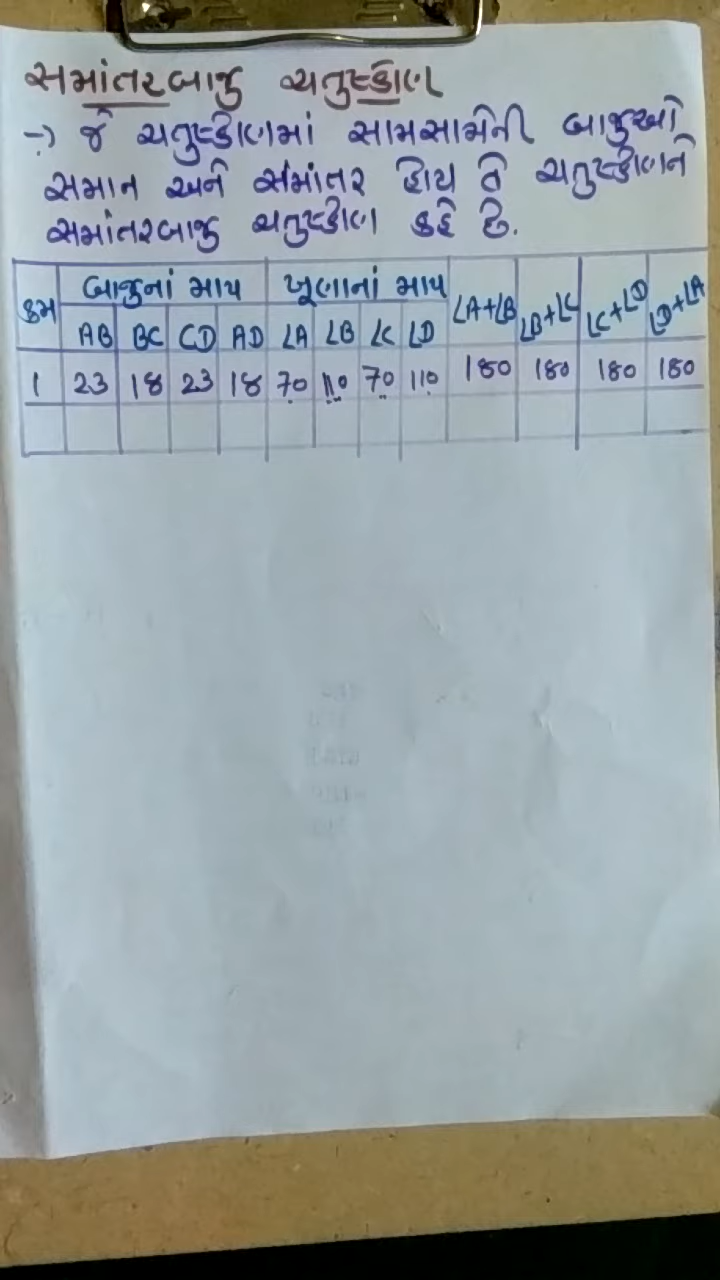 સમાંતરબાજુ ચતુષ્કોણ
→ જે ચતુષ્કોણમાં સામસામેની બાજુઓ
સમાન અને સમાંતર હોય તે ચતુષ્કોણને
સમાંતરબાજુ ચતુષ્કોણ કહે છે.
ક્રમ બાજુનાં માપ ખૂણાનાં માપ ∠A+∠B ∠B+∠C ∠C+∠D ∠D+∠A
AB BC CD AD ∠A ∠B ∠C ∠D
1 23 18 23 18 70 110 70 110 180 180 180 180